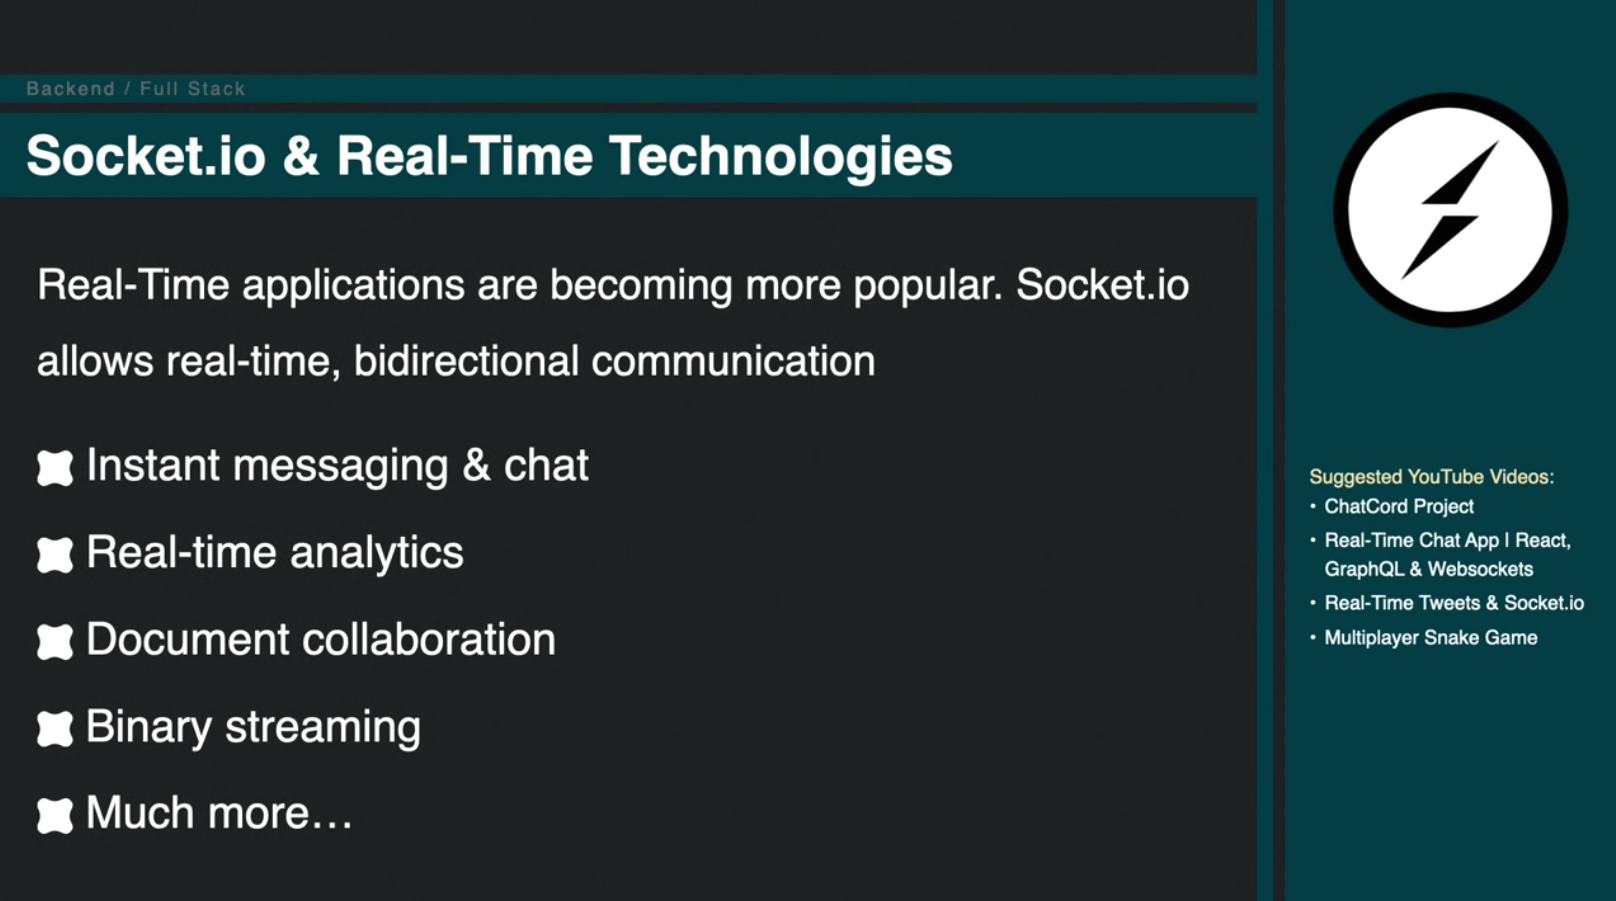 Backend / Full Stack
Socket.io & Real-Time Technologies
Real-Time applications are becoming more popular. Socket.io
allows real-time, bidirectional communication
Instant messaging & chat
Real-time analytics
Document collaboration
Binary streaming
Much more…
Suggested YouTube Videos:
• ChatCord Project
• Real-Time Chat App | React,
GraphQL & Websockets
• Real-Time Tweets & Socket.io
• Multiplayer Snake Game